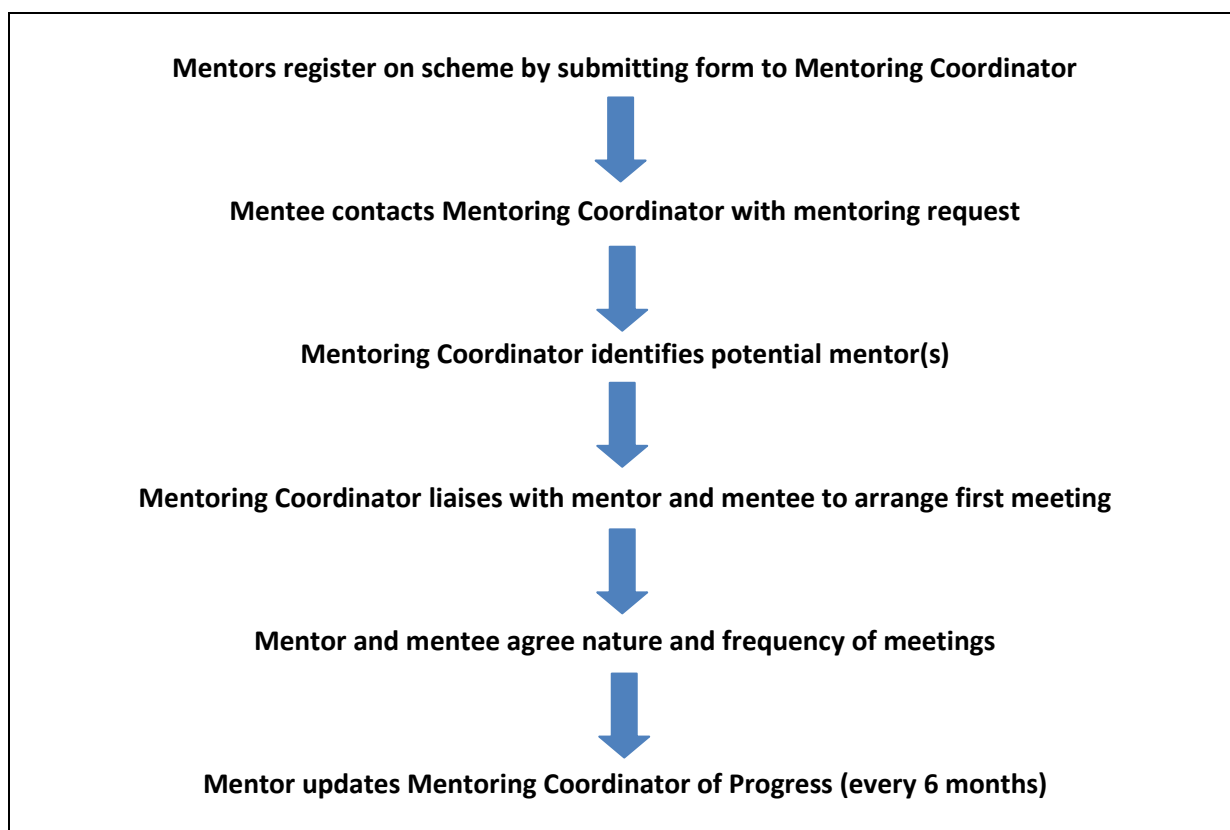 Mentors register on scheme by submitting form to Mentoring Coordinator
Mentee contacts Mentoring Coordinator with mentoring request
Mentoring Coordinator identifies potential mentor(s)
Mentoring Coordinator liaises with mentor and mentee to arrange first meeting
Mentor and mentee agree nature and frequency of meetings
Mentor updates Mentoring Coordinator of Progress (every 6 months)